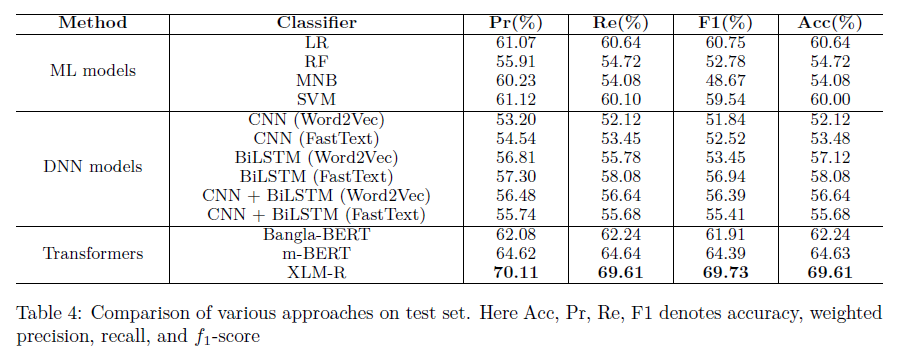 Method Classifier Pr(%) Re(%) F1(%) Acc(%)
ML models
LR 61.07 60.64 60.75 60.64
RF 55.91 54.72 52.78 54.72
MNB 60.23 54.08 48.67 54.08
SVM 61.12 60.10 59.54 60.00
DNN models
CNN (Word2Vec) 53.20 52.12 51.84 52.12
CNN (FastText) 54.54 53.45 52.52 53.48
BiLSTM (Word2Vec) 56.81 55.78 53.45 57.12
BiLSTM (FastText) 57.30 58.08 56.94 58.08
CNN + BiLSTM (Word2Vec) 56.48 56.64 56.39 56.64
CNN + BiLSTM (FastText) 55.74 55.68 55.41 55.68
Transformers
Bangla-BERT 62.08 62.24 61.91 62.24
m-BERT 64.62 64.64 64.39 64.63
XLM-R 70.11 69.61 69.73 69.61
Table 4: Comparison of various approaches on test set. Here Acc, Pr, Re, F1 denotes accuracy, weighted
precision, recall, and f1-score